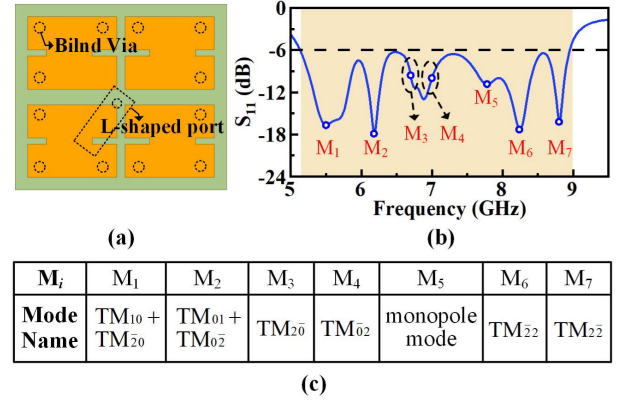 Bilnd Via
L-shaped port
(a)
S₁₁ (dB)
0
-6
-12
-18
-24
5
6
7
8
9
Frequency (GHz)
M₁
M₂
M₃
M₄
M₅
M₆
M₇
(b)
Mᵢ M₁ M₂ M₃ M₄ M₅ M₆ M₇
Mode Name TM₁₀ + TM₂̄₀ TM₀₁ + TM₀₂̄ TM₂₀̄ TM₀̄₂ monopole mode TM₂̄₂ TM₂₂̄
(c)